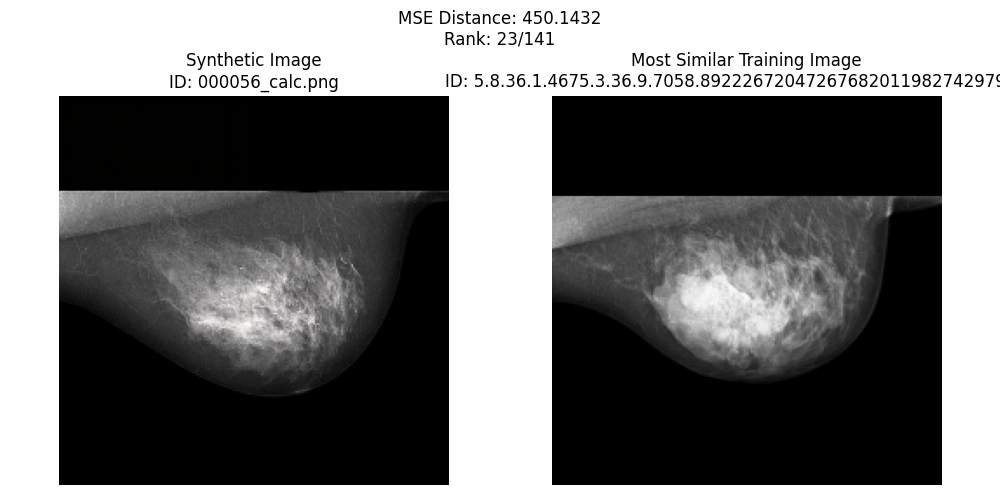 MSE Distance: 450.1432
Rank: 23/141
Synthetic Image
ID: 000056_calc.png
Most Similar Training Image
ID: 5.8.36.1.4675.3.36.9.7058.89222672047267682011982742979